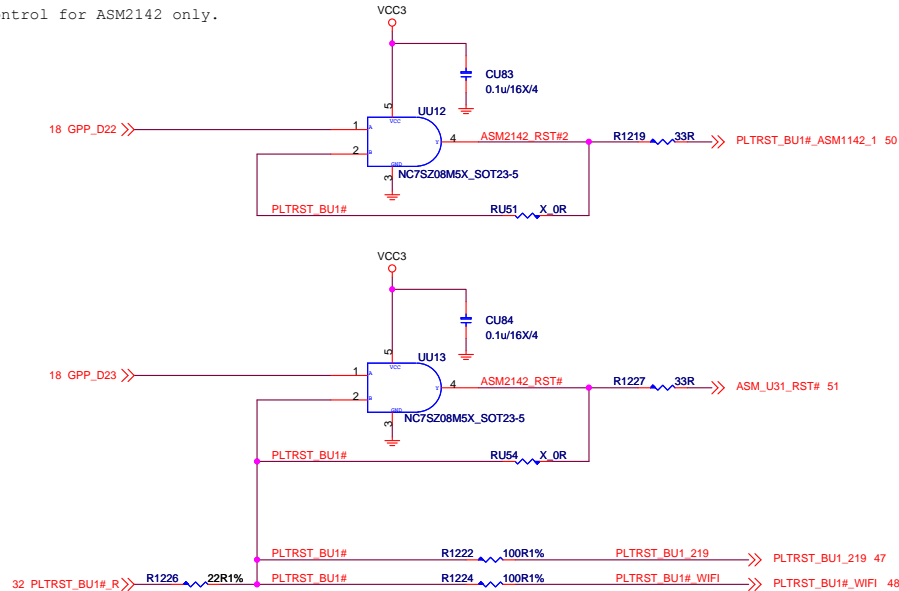 ntrol for ASM2142 only.
VCC3
CU83
0.1u/16X/4
5
UU12
VCC
18 GPP_D22
1
A
4
Y
ASM2142_RST#2
R1219
33R
PLTRST_BU1#_ASM1142_1 50
2
B
GND
3
NC7SZ08M5X_SOT23-5
PLTRST_BU1#
RU51
X_0R
VCC3
CU84
0.1u/16X/4
5
UU13
VCC
18 GPP_D23
1
A
4
Y
ASM2142_RST#
R1227
33R
ASM_U31_RST# 51
2
B
GND
3
NC7SZ08M5X_SOT23-5
PLTRST_BU1#
RU54
X_0R
PLTRST_BU1#
R1222
100R1%
PLTRST_BU1_219
PLTRST_BU1_219 47
32 PLTRST_BU1#_R
R1226
22R1%
PLTRST_BU1#
R1224
100R1%
PLTRST_BU1#_WIFI
PLTRST_BU1#_WIFI 48